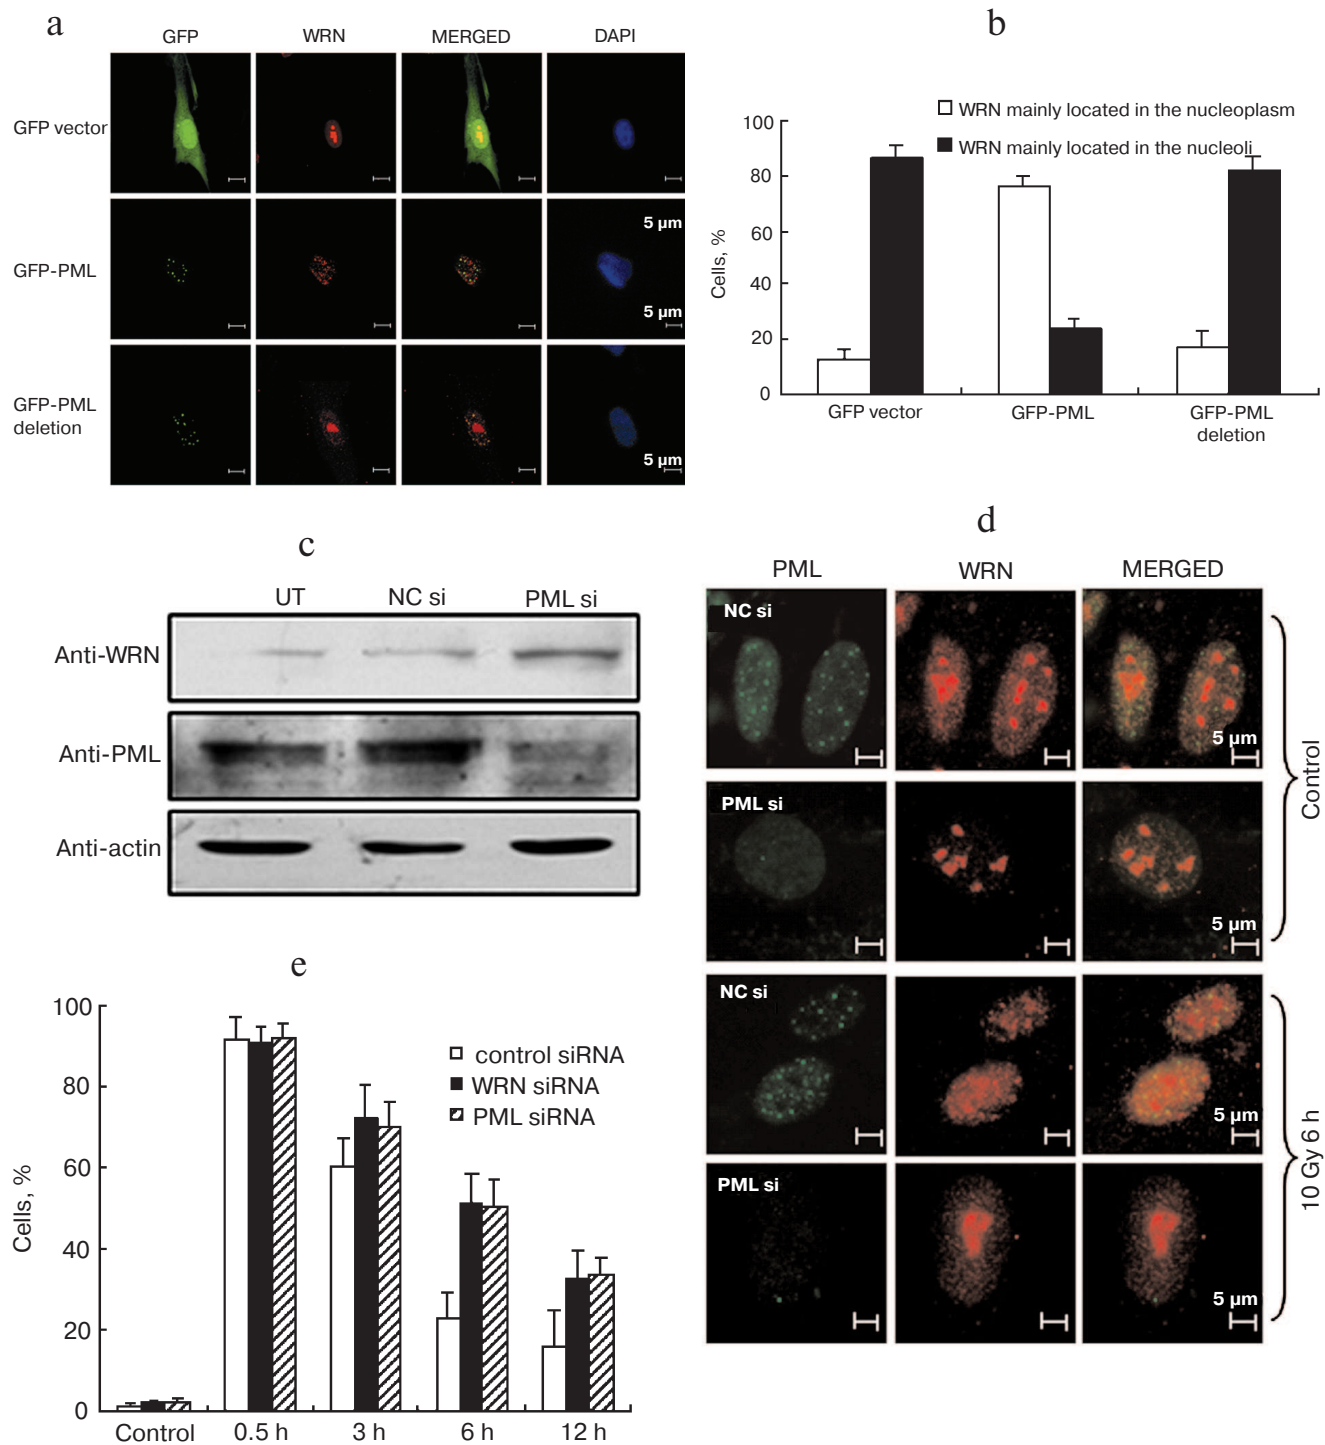 a
GFP
WRN
MERGED
DAPI
GFP vector
GFP-PML
5 µm
5 µm
GFP-PML
deletion
5 µm
b
WRN mainly located in the nucleoplasm
WRN mainly located in the nucleoli
Cells, %
100
80
60
40
20
0
GFP vector
GFP-PML
GFP-PML
deletion
c
UT
NC si
PML si
Anti-WRN
Anti-PML
Anti-actin
d
PML
WRN
MERGED
NC si
5 µm
PML si
5 µm
Control
NC si
5 µm
PML si
5 µm
10 Gy 6 h
e
Cells, %
100
80
60
40
20
0
control siRNA
WRN siRNA
PML siRNA
Control
0.5 h
3 h
6 h
12 h